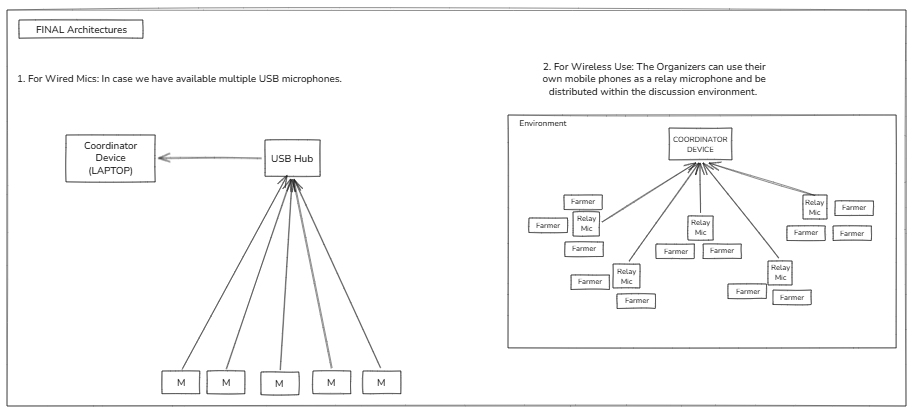 FINAL Architectures
1. For Wired Mics: In case we have available multiple USB microphones.
Coordinator
Device
(LAPTOP)
USB Hub
M
M
M
M
M
2. For Wireless Use: The Organizers can use their
own mobile phones as a relay microphone and be
distributed within the discussion environment.
Environment
COORDINATOR
DEVICE
Farmer
Farmer
Relay
Mic
Farmer
Relay
Mic
Farmer
Farmer
Relay
Mic
Farmer
Farmer
Relay
Mic
Farmer
Farmer
Farmer
Relay
Mic
Farmer
Farmer